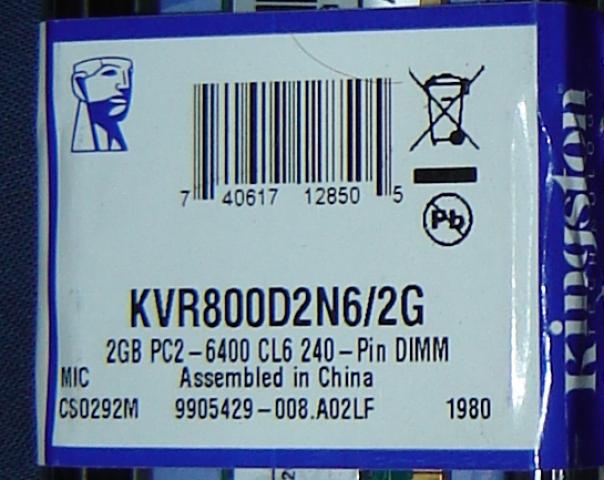 7 40617 12850 5
Pb
KVR800D2N6/2G
2GB PC2-6400 CL6 240-Pin DIMM
MIC Assembled in China
CS0292M 9905429-008.A02LF 1980
Kingston